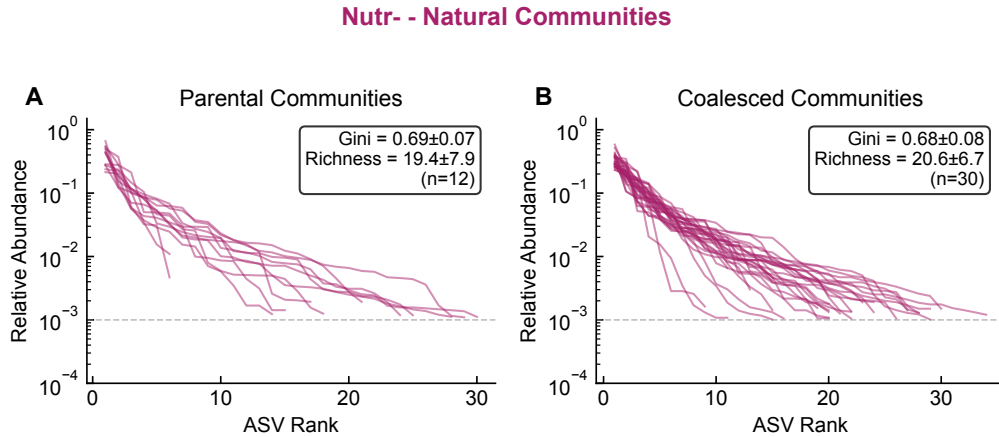 Nutr- - Natural Communities
A
Parental Communities
Gini = 0.69±0.07
Richness = 19.4±7.9
(n=12)
Relative Abundance
10^0
10^-1
10^-2
10^-3
10^-4
0
10
20
30
ASV Rank
B
Coalesced Communities
Gini = 0.68±0.08
Richness = 20.6±6.7
(n=30)
Relative Abundance
10^0
10^-1
10^-2
10^-3
10^-4
0
10
20
30
ASV Rank